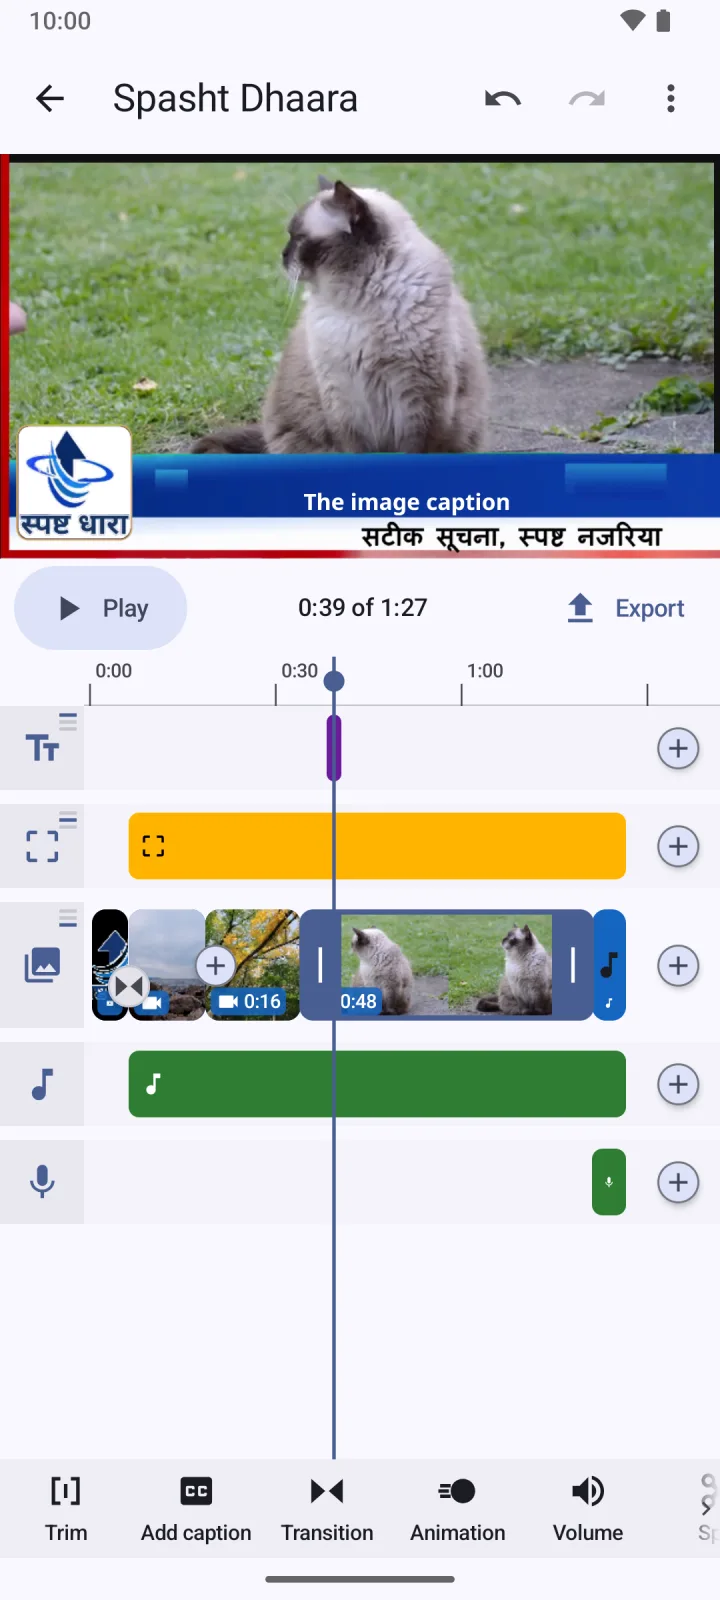 10:00
Spasht Dhaara
The image caption
स्पष्ट धारा
सटीक सूचना, स्पष्ट नजरिया
Play
0:39 of 1:27
Export
0:00
0:30
1:00
0:16
0:48
Trim
Add caption
Transition
Animation
Volume